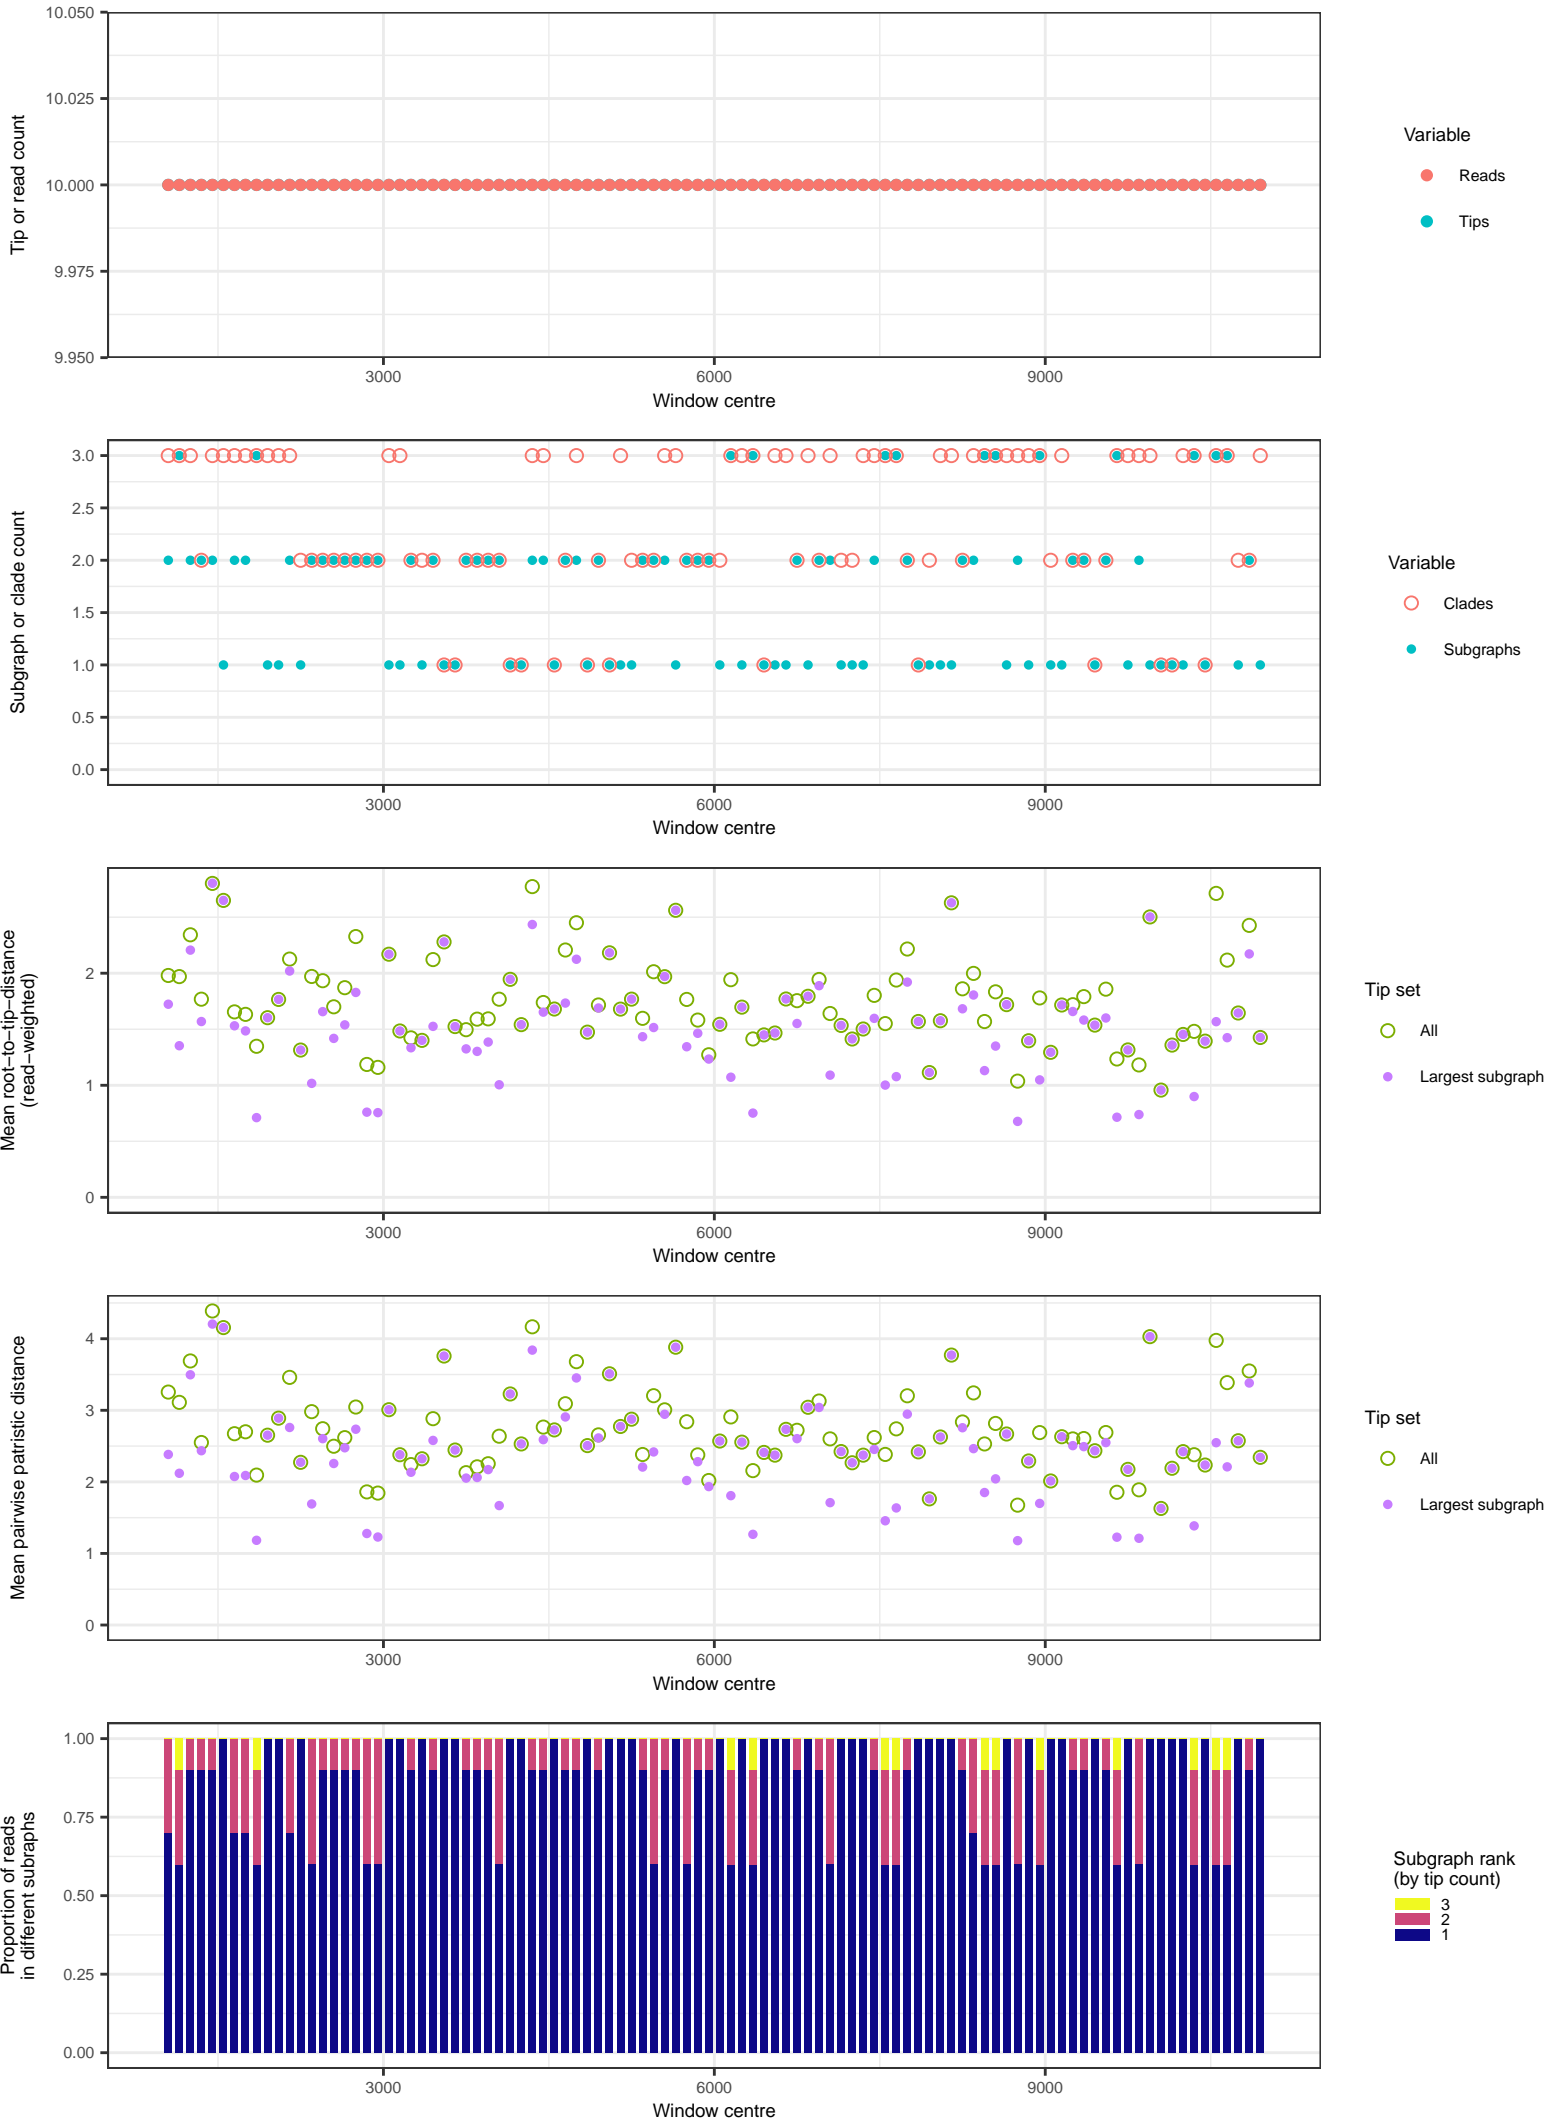 10.050
10.025
10.000
9.975
9.950
Tip or read count
3000
6000
9000
Window centre
Variable
Reads
Tips
3.0
2.5
2.0
1.5
1.0
0.5
0.0
Subgraph or clade count
3000
6000
9000
Window centre
Variable
Clades
Subgraphs
2
1
0
Mean root−to−tip−distance
(read−weighted)
3000
6000
9000
Window centre
Tip set
All
Largest subgraph
4
3
2
1
0
Mean pairwise patristic distance
3000
6000
9000
Window centre
Tip set
All
Largest subgraph
1.00
0.75
0.50
0.25
0.00
Proportion of reads
in different subraphs
3000
6000
9000
Window centre
Subgraph rank
(by tip count)
3
2
1